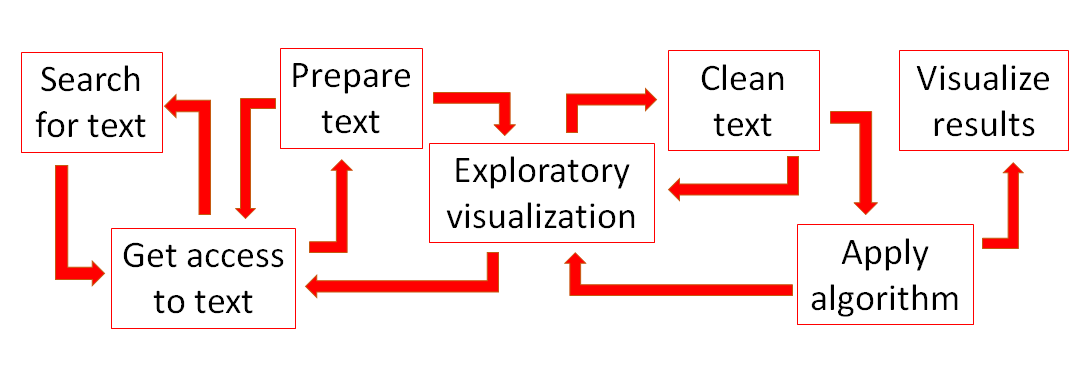 Search
for text
Get access
to text
Prepare
text
Exploratory
visualization
Clean
text
Apply
algorithm
Visualize
results